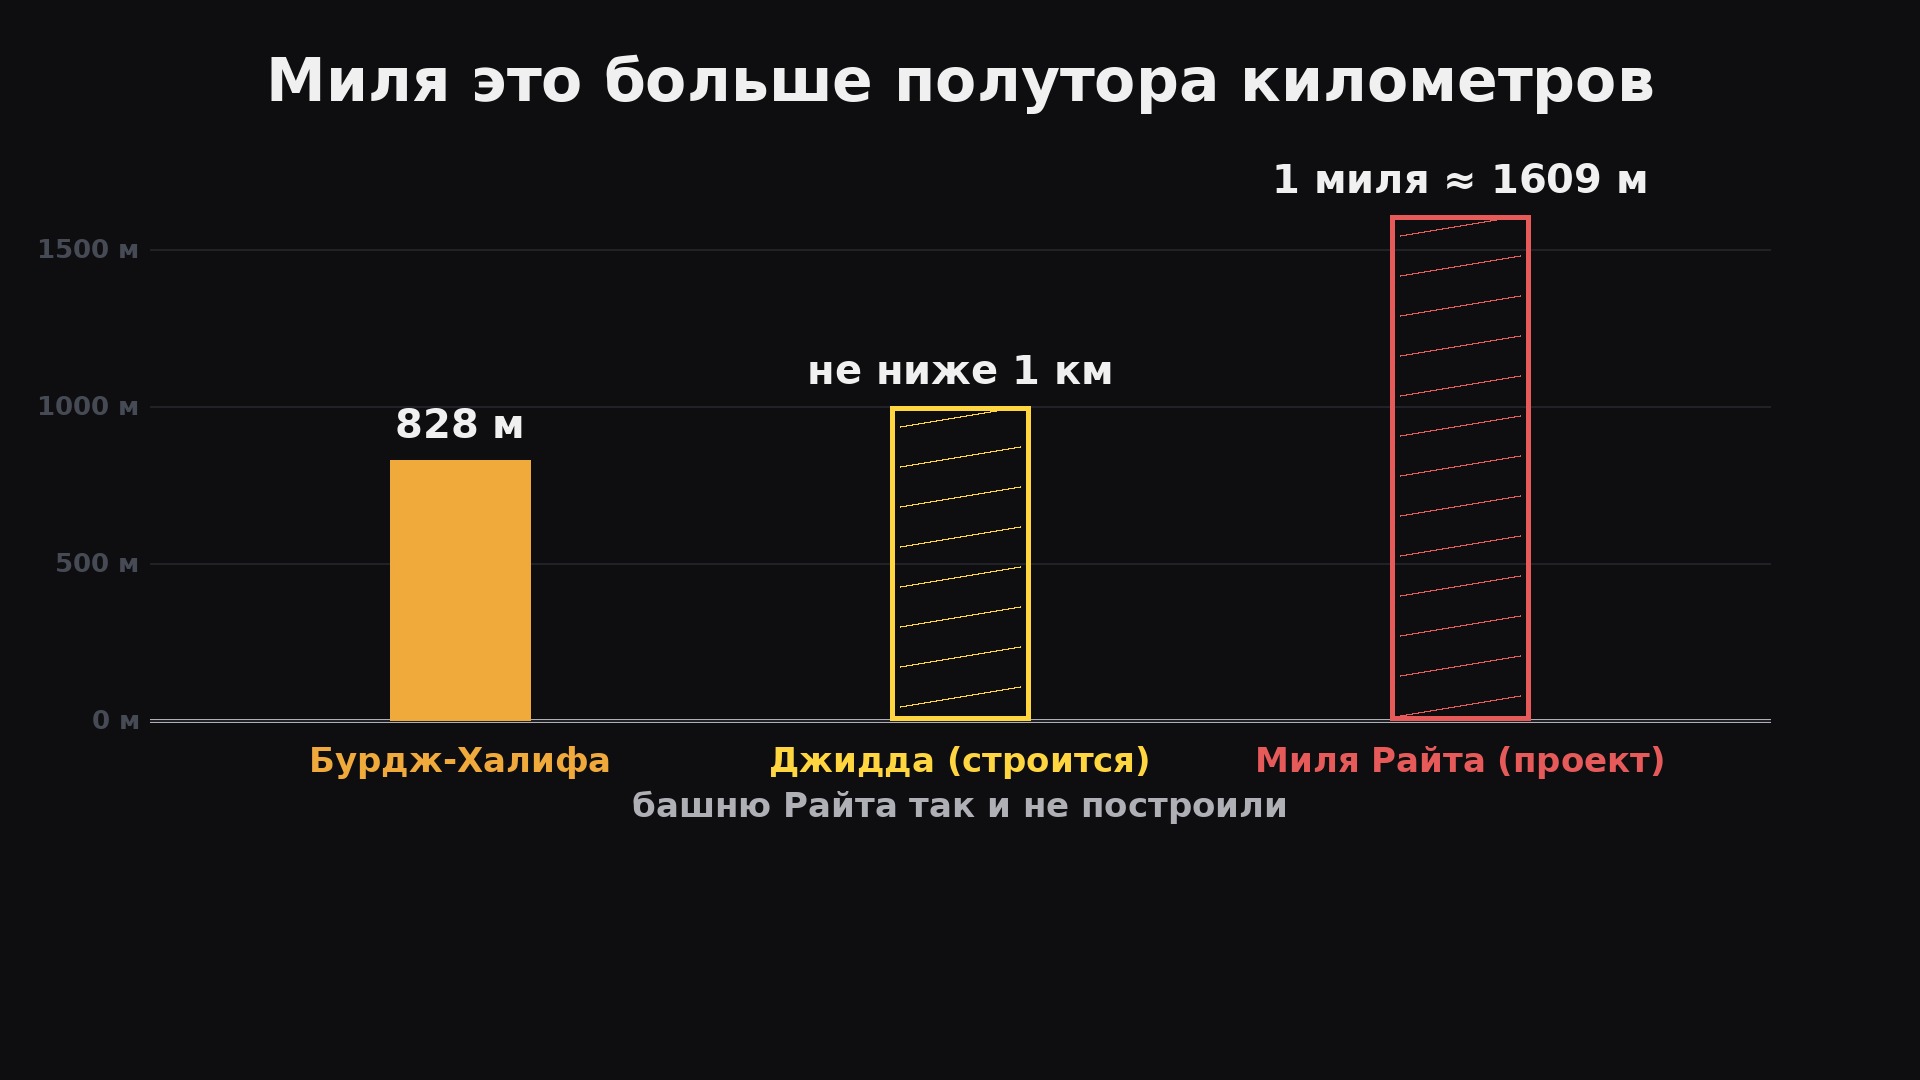 Миля это больше полутора километров
1 миля ≈ 1609 м
1500 м
не ниже 1 км
1000 м
828 м
500 м
0 м
Бурдж-Халифа
Джидда (строится)
Миля Райта (проект)
башню Райта так и не построили